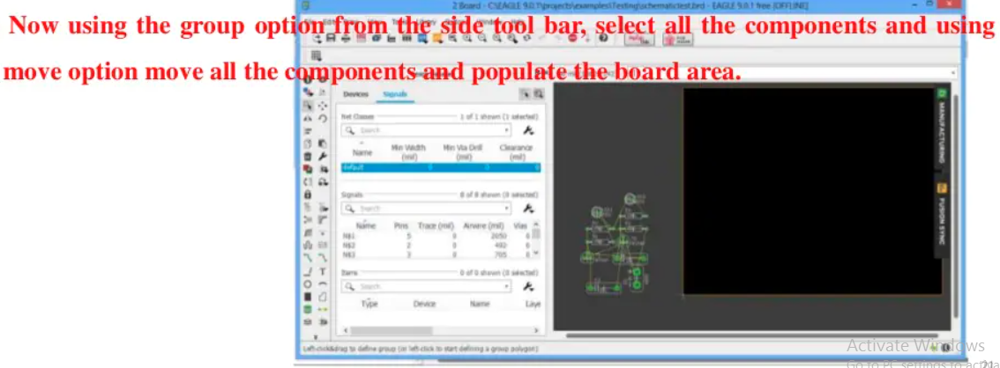 2 Board - C:\EAGLE 9.0.1\projects\examples\Testing\schematictest.brd - EAGLE 9.0.1 free [OFFLINE]
Now using the group option from the side tool bar, select all the components and using
move option move all the components and populate the board area.
Devices Signals
Net Classes 1 of 1 shown (1 selected)
Search
Name Min Width (mil) Min Via Drill (mil) Clearance (mil)
default 0 0 0
Signals 8 of 8 shown (0 selected)
Search
Name Pins Trace (mil) Airwire (mil) Vias
N$1 5 0 2050 0
N$2 2 0 492 0
N$3 3 0 705 0
Items 0 of 0 shown (0 selected)
Search
Type Device Name Laye
MANUFACTURING
FUSION SYNC
Left-click&drag to define group (or left-click to start defining a group polygon)
Activate Windows
Go to PC settings to
21